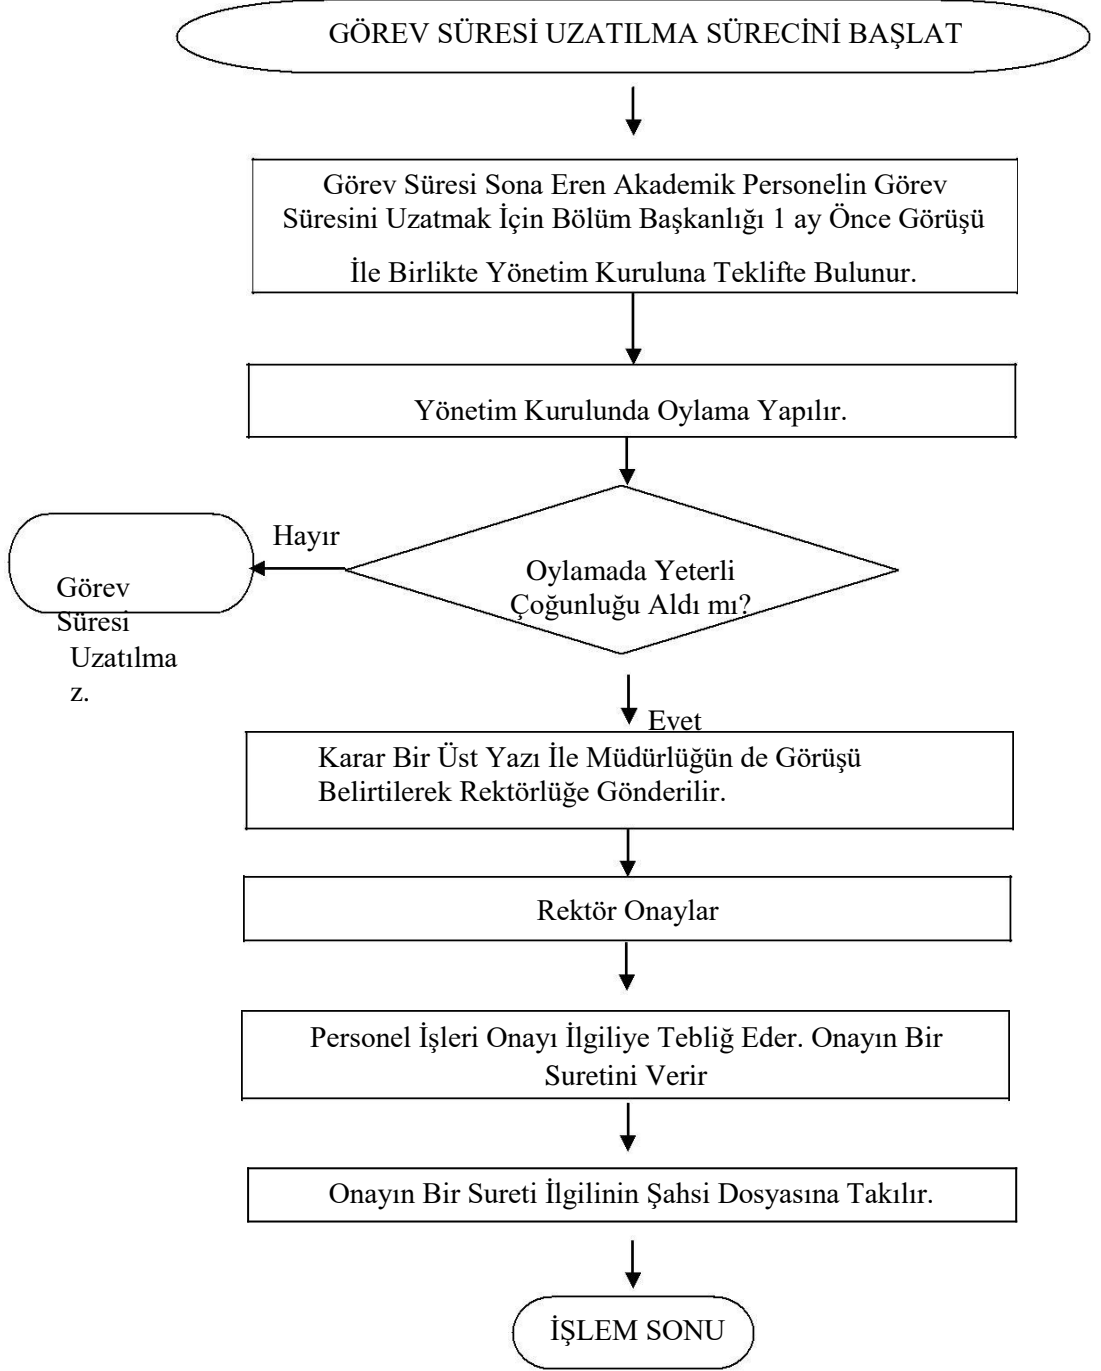 GÖREV SÜRESİ UZATILMA SÜRECİNİ BAŞLAT
Görev Süresi Sona Eren Akademik Personelin Görev
Süresini Uzatmak İçin Bölüm Başkanlığı 1 ay Önce Görüşü
İle Birlikte Yönetim Kuruluna Teklifte Bulunur.
Yönetim Kurulunda Oylama Yapılır.
Hayır
Görev
Süresi
Uzatılma
z.
Oylamada Yeterli
Çoğunluğu Aldı mı?
Evet
Karar Bir Üst Yazı İle Müdürlüğün de Görüşü
Belirtilerek Rektörlüğe Gönderilir.
Rektör Onaylar
Personel İşleri Onayı İlgiliye Tebliğ Eder. Onayın Bir
Suretini Verir
Onayın Bir Sureti İlgilinin Şahsi Dosyasına Takılır.
İŞLEM SONU